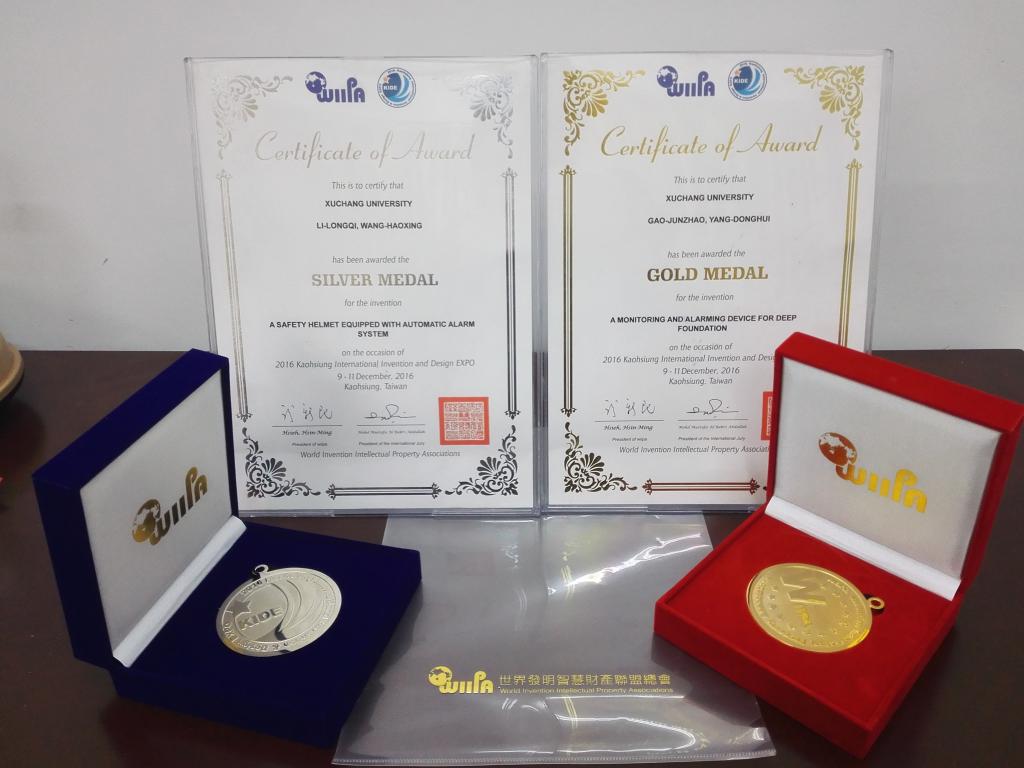 WIIPA
KIDE
Certificate of Award
This is to certify that
XUCHANG UNIVERSITY
LI-LONGQI, WANG-HAOXING
has been awarded the
SILVER MEDAL
for the invention
A SAFETY HELMET EQUIPPED WITH AUTOMATIC ALARM
SYSTEM
on the occasion of
2016 Kaohsiung International Invention and Design EXPO
9 - 11 December, 2016
Kaohsiung, Taiwan
Hsieh, Hsin-Ming
President of wiipa
President of the International Jury
World Invention Intellectual Property Associations
WIIPA
KIDE
Certificate of Award
This is to certify that
XUCHANG UNIVERSITY
GAO-JUNZHAO, YANG-DONGHUI
has been awarded the
GOLD MEDAL
for the invention
A MONITORING AND ALARMING DEVICE FOR DEEP
FOUNDATION
on the occasion of
2016 Kaohsiung International Invention and Desig
9 - 11 December, 2016
Kaohsiung, Taiwan
Hsieh, Hsin-Ming
President of wiipa
President of the International Jury
World Invention Intellectual Property Associati
WIIPA
KIDE
WIIPA
WIIPA 世界發明智慧財產聯盟總會
World Invention Intellectual Property Associations